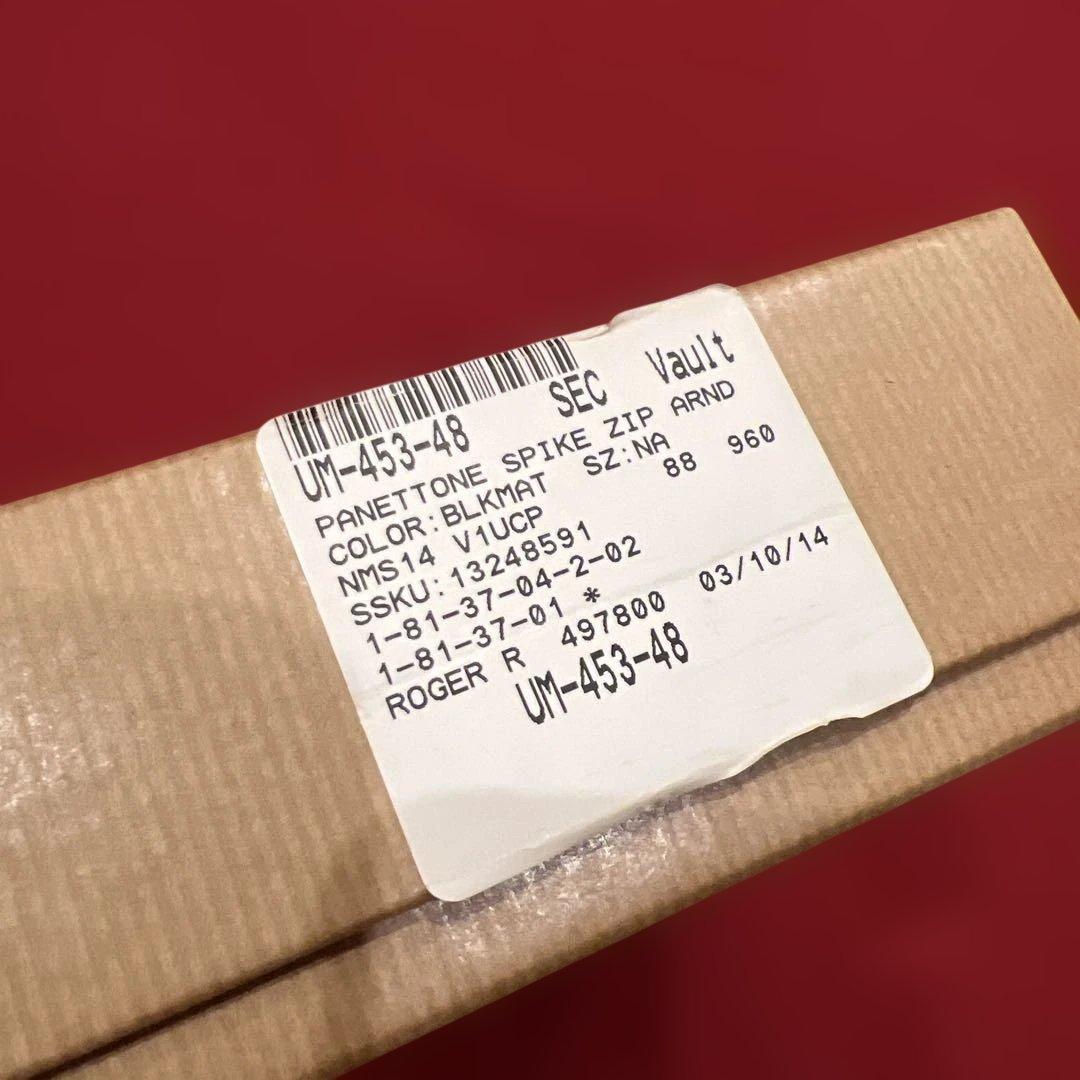 SEC Vault
UM-453-48
PANETTONE SPIKE ZIP ARND
COLOR:BLKMAT SZ:NA
NMS14 V1UCP 88 960
SSKU:13248591
1-81-37-04-2-02
1-81-37-01 *
ROGER R 497800 03/10/14
UM-453-48